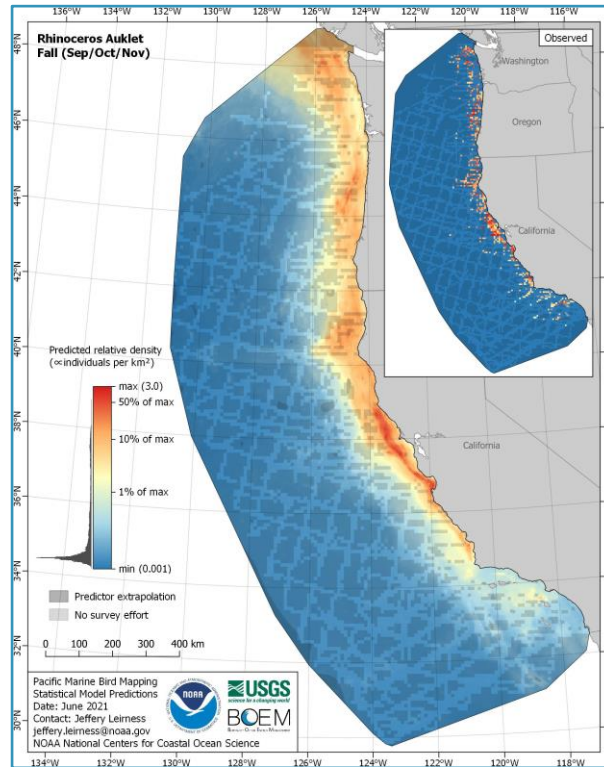 136°W 134°W 132°W 130°W 128°W 126°W 124°W 122°W 120°W 118°W 116°W
Rhinoceros Auklet
Fall (Sep/Oct/Nov)
Observed
Washington
Oregon
California
48°N
46°N
44°N
42°N
40°N
38°N
36°N
34°N
32°N
30°N
Predicted relative density
(∝individuals per km²)
max (3.0)
50% of max
10% of max
1% of max
min (0.001)
California
Predictor extrapolation
No survey effort
0 100 200 300 400 km
Pacific Marine Bird Mapping
Statistical Model Predictions
Date: June 2021
Contact: Jeffery Leirness
jeffery.leirness@noaa.gov
NOAA National Centers for Coastal Ocean Science
NOAA
USGS
science for a changing world
BOEM
134°W 132°W 130°W 128°W 126°W 124°W 122°W 120°W 118°W